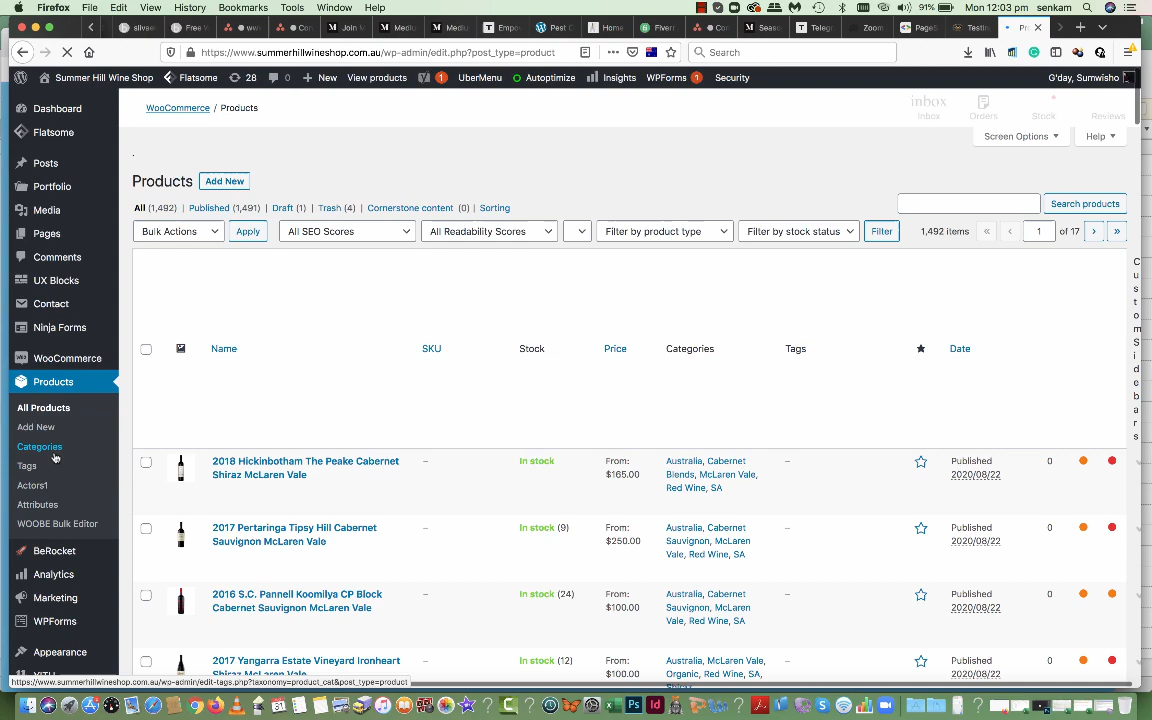 Firefox File Edit View History Bookmarks Tools Window Help 91% Mon 12:03 pm senkam
https://www.summerhillwineshop.com.au/wp-admin/edit.php?post_type=product Search
Summer Hill Wine Shop Flatsome 28 0 New View products 1 UberMenu Autoptimize Insights WPForms 1 Security G'day, Sumwisho
Dashboard
Flatsome
Posts
Portfolio
Media
Pages
Comments
UX Blocks
Contact
Ninja Forms
WooCommerce
Products
All Products
Add New
Categories
Tags
Actors1
Attributes
WOOBE Bulk Editor
BeRocket
Analytics
Marketing
WPForms
Appearance
WooCommerce / Products
inbox
Inbox Orders Stock Reviews
Screen Options Help
Products Add New
All (1,492) | Published (1,491) | Draft (1) | Trash (4) | Cornerstone content (0) | Sorting
Search products
Bulk Actions Apply All SEO Scores All Readability Scores Filter by product type Filter by stock status Filter 1,492 items « ‹ 1 of 17 › »
Name SKU Stock Price Categories Tags Date
C
u
s
t
o
m
S
i
d
e
b
a
r
s
2018 Hickinbotham The Peake Cabernet
Shiraz McLaren Vale
– In stock From:
$165.00
Australia, Cabernet
Blends, McLaren Vale,
Red Wine, SA
– Published
2020/08/22
0
2017 Pertaringa Tipsy Hill Cabernet
Sauvignon McLaren Vale
– In stock (9) From:
$250.00
Australia, Cabernet
Sauvignon, McLaren
Vale, Red Wine, SA
– Published
2020/08/22
0
2016 S.C. Pannell Koomilya CP Block
Cabernet Sauvignon McLaren Vale
– In stock (24) From:
$100.00
Australia, Cabernet
Sauvignon, McLaren
Vale, Red Wine, SA
– Published
2020/08/22
0
2017 Yangarra Estate Vineyard Ironheart
Shiraz McLaren Vale
– In stock (12) From:
$100.00
Australia, McLaren Vale,
Organic, Red Wine, SA,
Shiraz
– Published
2020/08/22
0
https://www.summerhillwineshop.com.au/wp-admin/edit-tags.php?taxonomy=product_cat&post_type=product